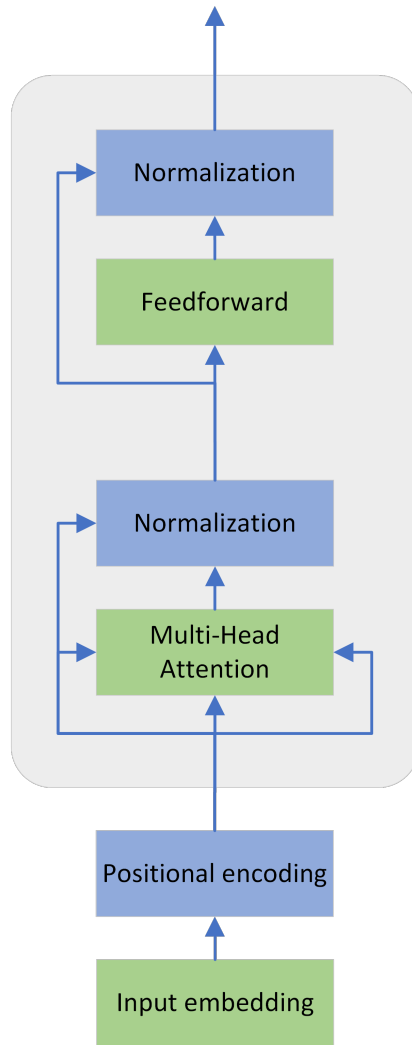 Normalization
Feedforward
Normalization
Multi-Head
Attention
Positional encoding
Input embedding